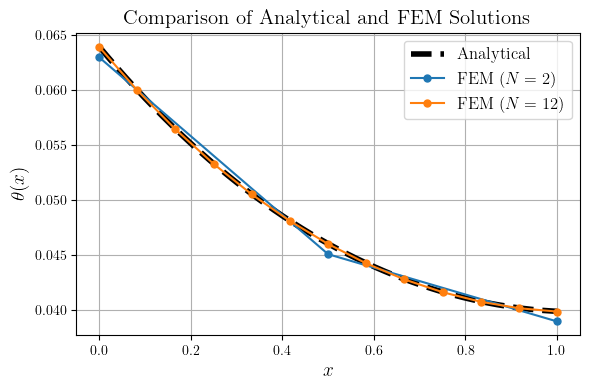 Comparison of Analytical and FEM Solutions
0.065
0.060
0.055
0.050
0.045
0.040
θ(x)
Analytical
FEM (N = 2)
FEM (N = 12)
0.0 0.2 0.4 0.6 0.8 1.0
x